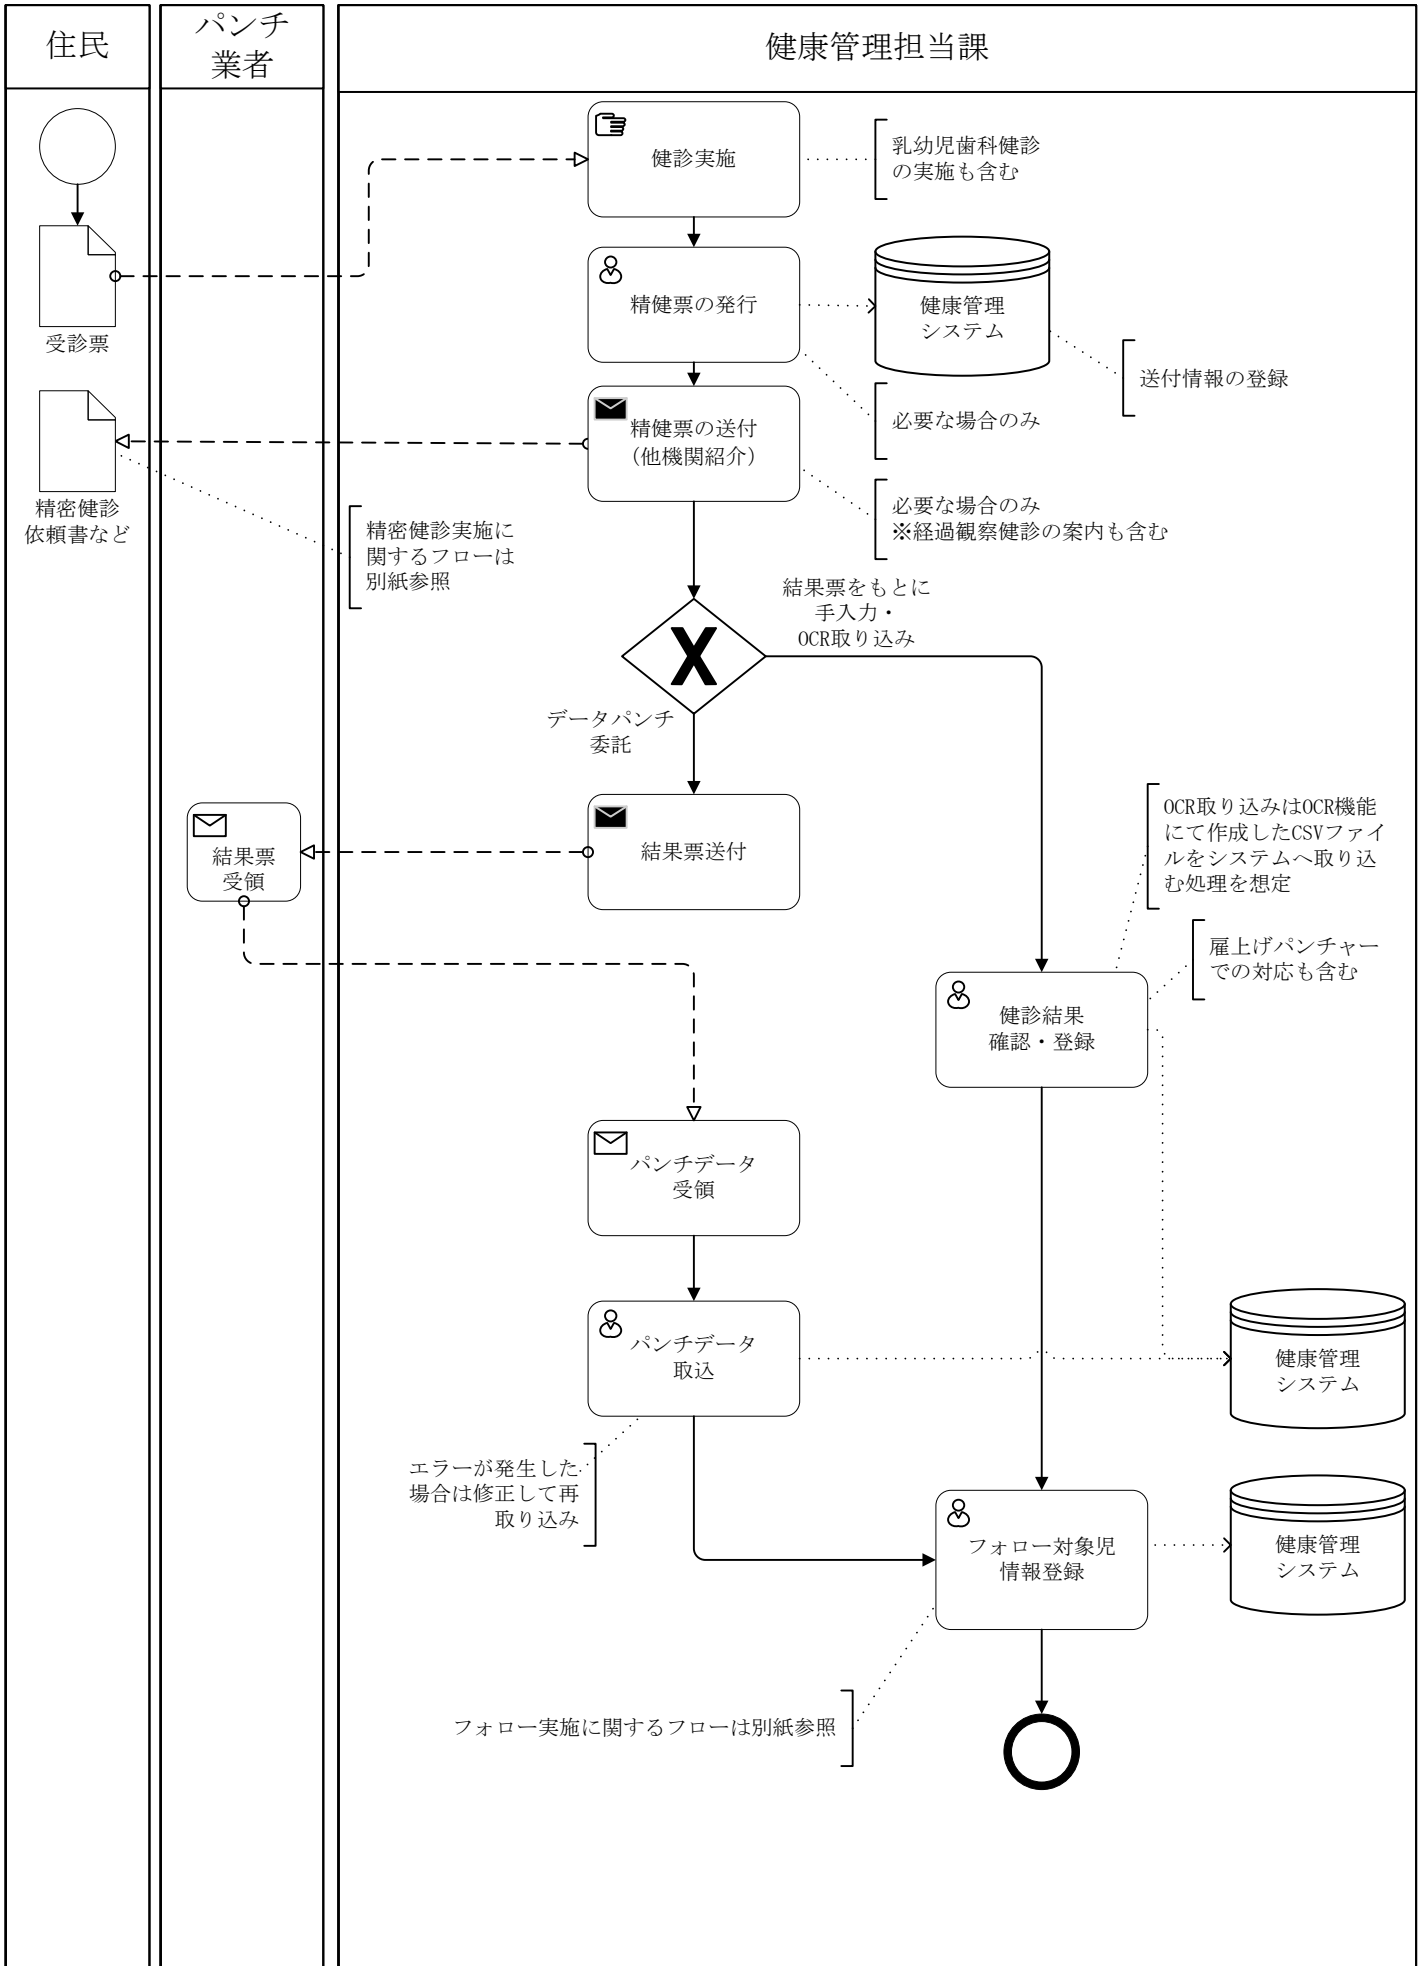 住民
パンチ
業者
健康管理担当課
健診実施
乳幼児歯科健診
の実施も含む
受診票
精健票の発行
健康管理
システム
送付情報の登録
必要な場合のみ
精健票の送付
（他機関紹介）
必要な場合のみ
※経過観察健診の案内も含む
精密健診
依頼書など
精密健診実施に
関するフローは
別紙参照
結果票をもとに
手入力・
OCR取り込み
X
データパンチ
委託
結果票
受領
結果票送付
OCR取り込みはOCR機能
にて作成したCSVファイ
ルをシステムへ取り込
む処理を想定
雇上げパンチャー
での対応も含む
健診結果
確認・登録
パンチデータ
受領
パンチデータ
取込
健康管理
システム
エラーが発生した
場合は修正して再
取り込み
フォロー対象児
情報登録
健康管理
システム
フォロー実施に関するフローは別紙参照